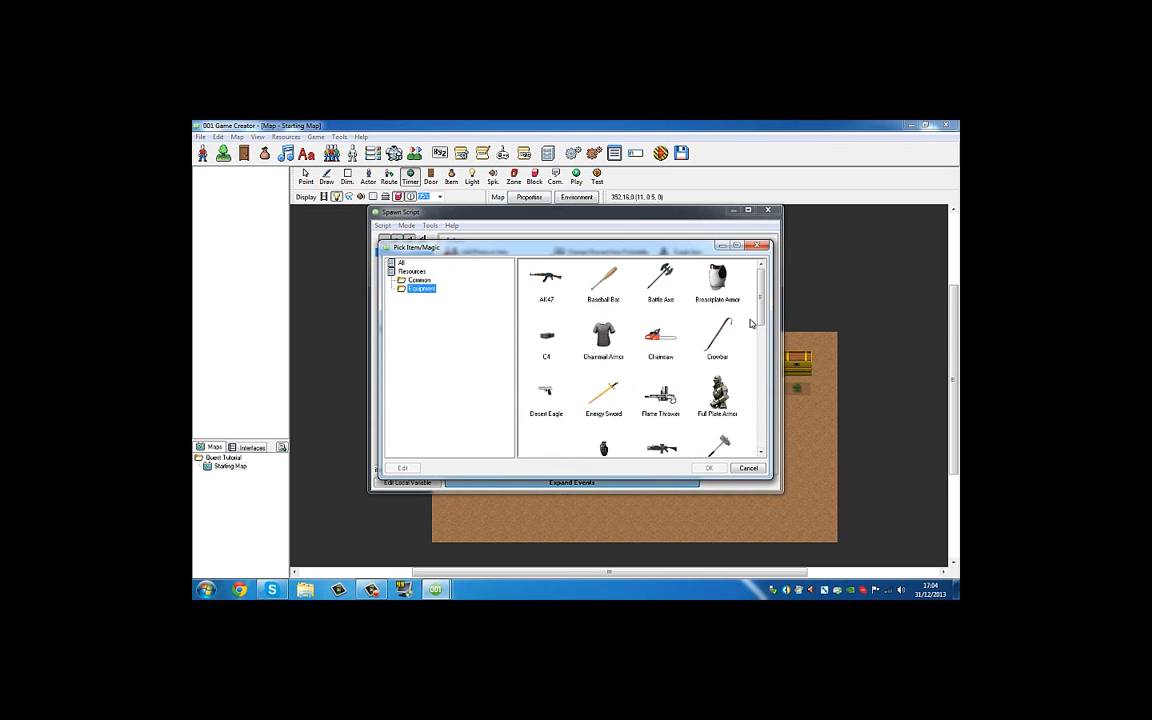 001 Game Creator - [Map - Starting Map]
File Edit Map View Resources Game Tools Help
Point Draw Dim. Actor Route Timer Door Item Light Spk. Zone Block Com. Play Test
Display Map Properties Environment 352,16,0 (11, 0.5, 0)
Spawn Script
Script Mode Tools Help
Pick Item/Magic
All
Resources
Common
Equipment
AK47 Baseball Bat Battle Axe Breastplate Armor
C4 Chainmail Armor Chainsaw Crowbar
Desert Eagle Energy Sword Flame Thrower Full Plate Armor
Edit OK Cancel
Edit Local Variable Expand Events
Maps Interfaces
Quest Tutorial
Starting Map
17:04
31/12/2013